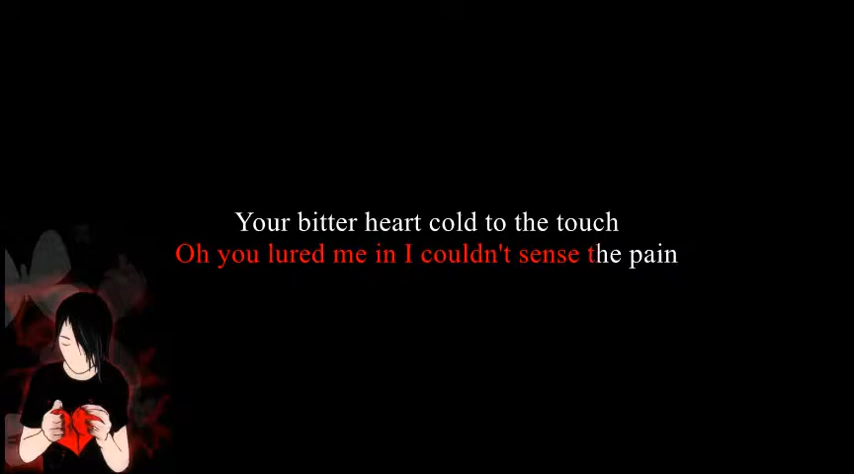 Your bitter heart cold to the touch
Oh you lured me in I couldn't sense the pain